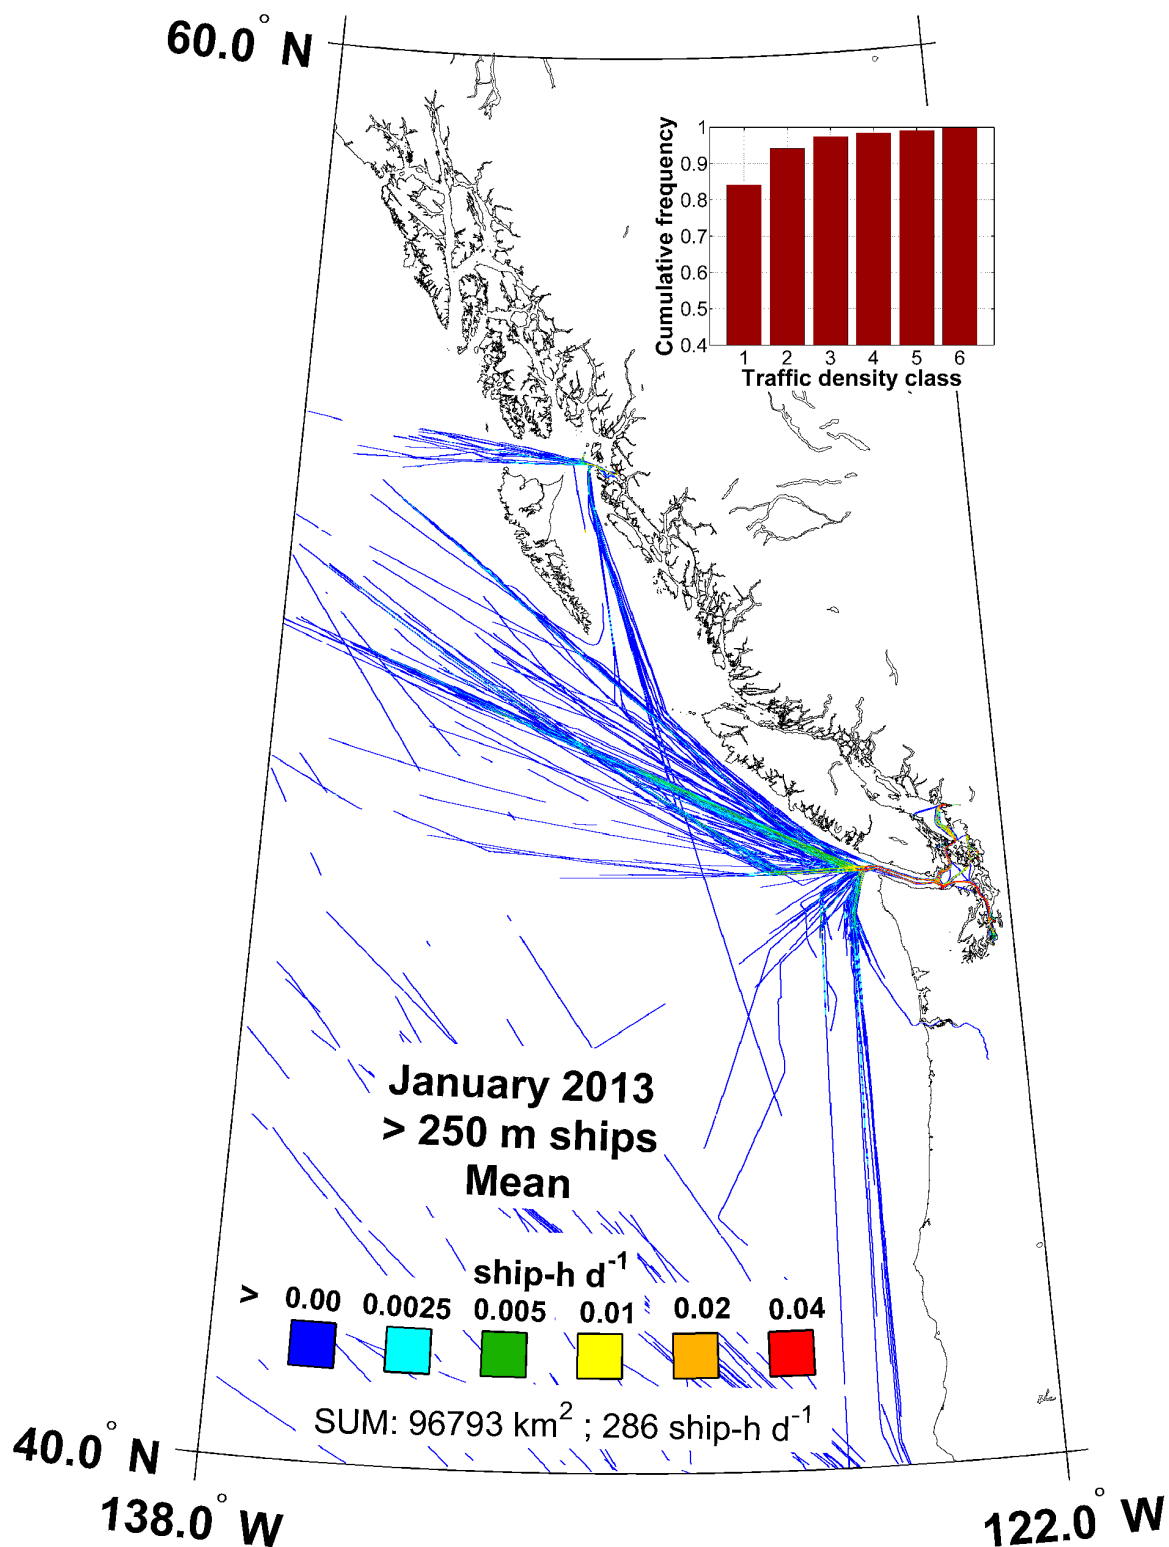 60.0° N
Cumulative frequency
1
0.9
0.8
0.7
0.6
0.5
0.4
1 2 3 4 5 6
Traffic density class
January 2013
> 250 m ships
Mean
ship-h d⁻¹
> 0.00 0.0025 0.005 0.01 0.02 0.04
SUM: 96793 km² ; 286 ship-h d⁻¹
40.0° N
138.0° W
122.0° W